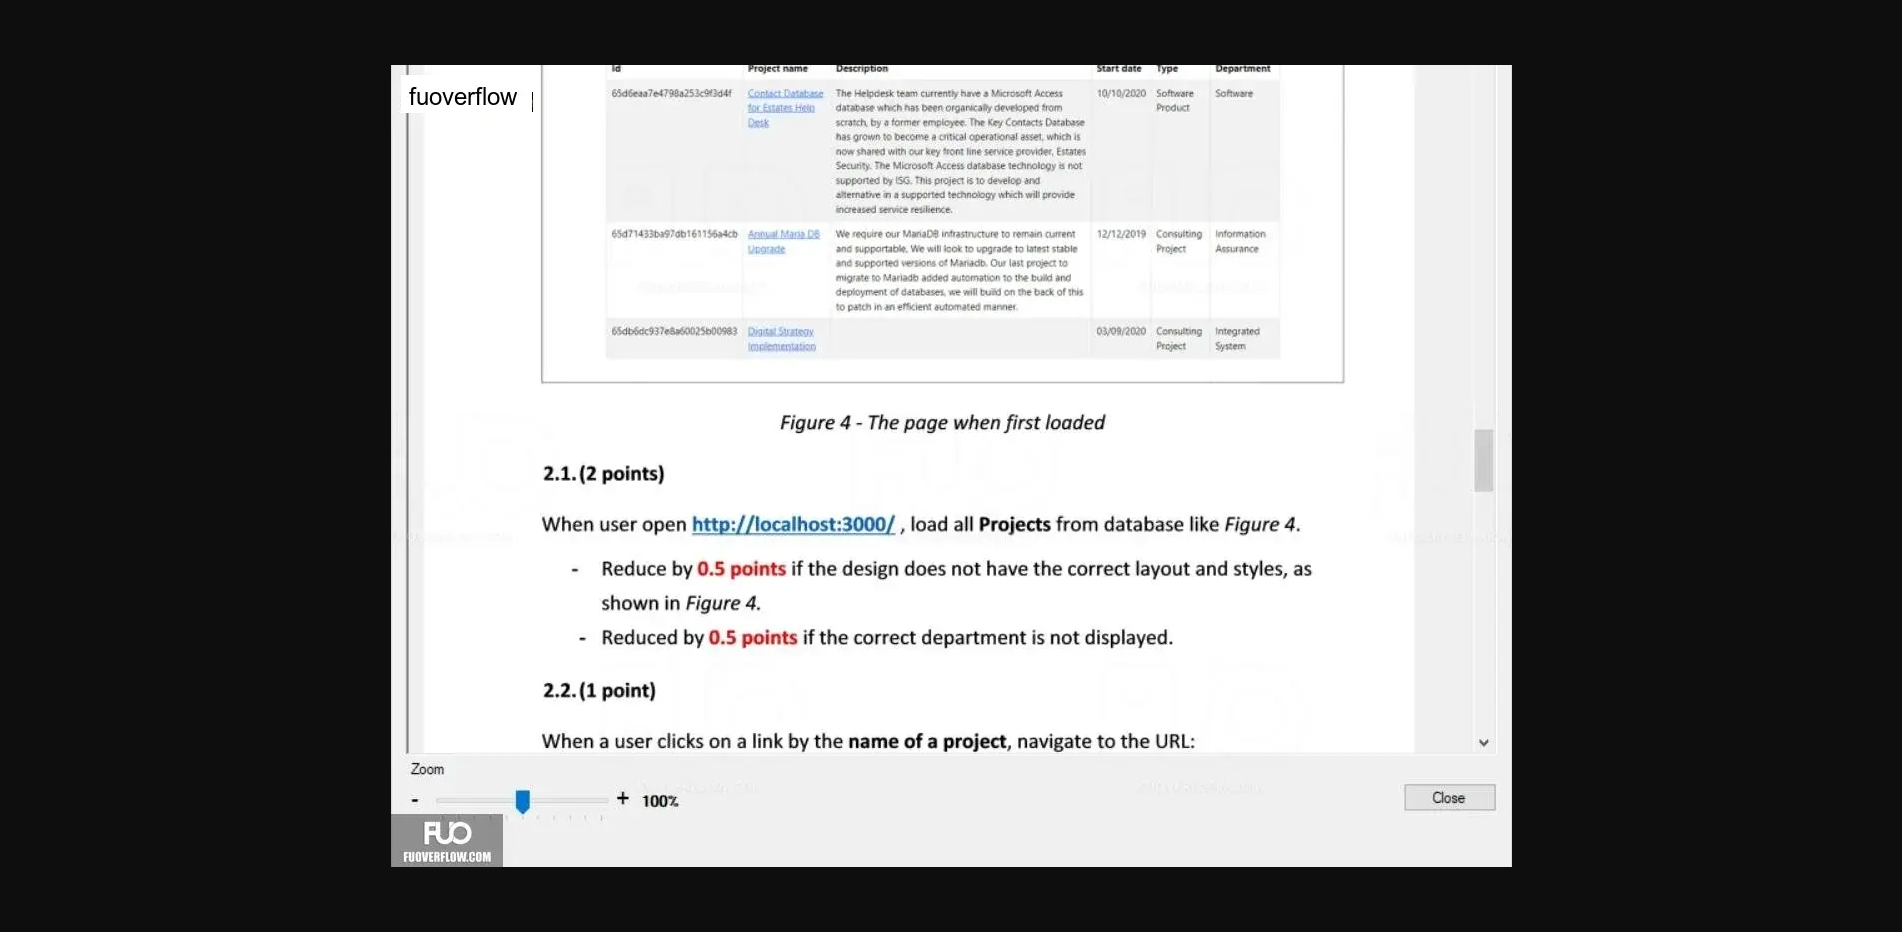 fuoverflow
Id Project name Description Start date Type Department
65d6eaa7e4798a253c9f3d4f Contact Database The Helpdesk team currently have a Microsoft Access 10/10/2020 Software Software
for Estates Help database which has been organically developed from Product
Desk scratch, by a former employee. The Key Contacts Database
has grown to become a critical operational asset, which is
now shared with our key front line service provider, Estates
Security. The Microsoft Access database technology is not
supported by ISG. This project is to develop and
alternative in a supported technology which will provide
increased service resilience.
65d71433ba97db161156a4cb Annual Maria DB We require our MariaDB infrastructure to remain current 12/12/2019 Consulting Information
Upgrade and supportable, We will look to upgrade to latest stable Project Assurance
and supported versions of Mariadb. Our last project to
migrate to Mariadb added automation to the build and
deployment of databases, we will build on the back of this
to patch in an efficient automated manner.
65db6dc937e8a60025b00983 Digital Strategy 03/09/2020 Consulting Integrated
Implementation Project System
Figure 4 - The page when first loaded
2.1. (2 points)
When user open http://localhost:3000/ , load all Projects from database like Figure 4.
- Reduce by 0.5 points if the design does not have the correct layout and styles, as
shown in Figure 4.
- Reduced by 0.5 points if the correct department is not displayed.
2.2. (1 point)
When a user clicks on a link by the name of a project, navigate to the URL:
Zoom
- + 100%
Close
FUO
FUOVERFLOW.COM